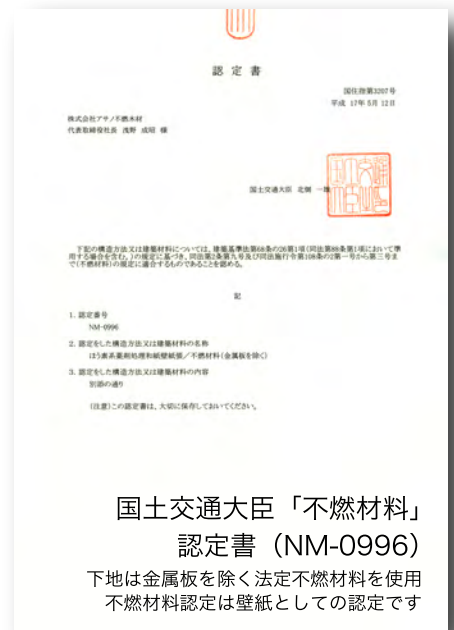 認定書
国住指第3207号
平成 17年 5月 12日
株式会社アサノ不燃木材
代表取締役社長 浅野 成昭 様
国土交通大臣 北側 一雄
下記の構造方法又は建築材料については、建築基準法第68条の26第1項(同法第88条第1項において準
用する場合を含む。)の規定に基づき、同法第2条第九号及び同法施行令第108条の2第一号から第三号ま
で(不燃材料)の規定に適合するものであることを認める。
記
1. 認定番号
NM-0996
2. 認定をした構造方法又は建築材料の名称
ほう素系薬剤処理和紙壁紙張/不燃材料(金属板を除く)
3. 認定をした構造方法又は建築材料の内容
別添の通り
(注意)この認定書は、大切に保存しておいてください。
国土交通大臣「不燃材料」
認定書(NM-0996)
下地は金属板を除く法定不燃材料を使用
不燃材料認定は壁紙としての認定です